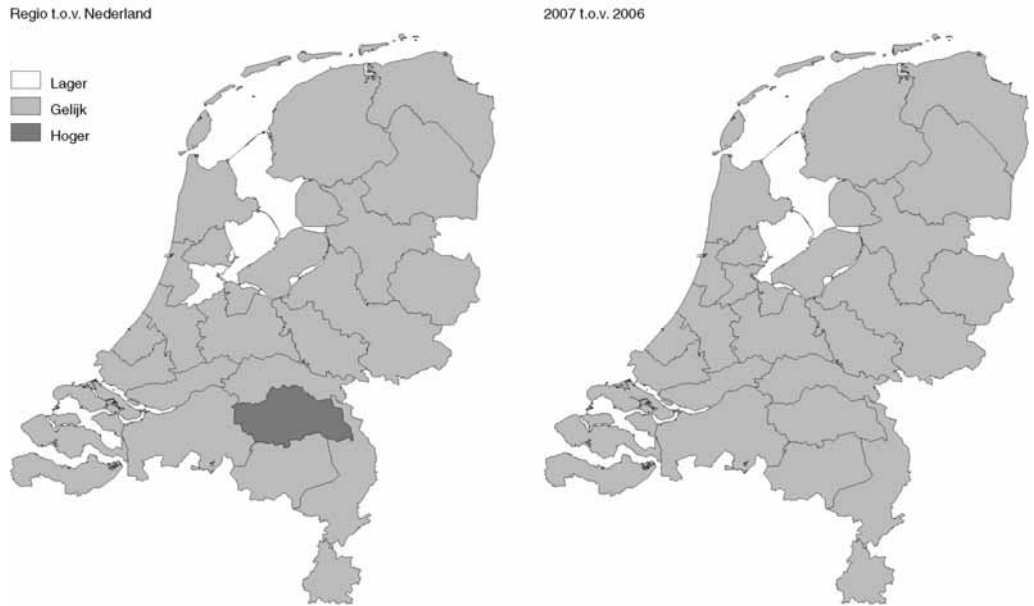 Regio t.o.v. Nederland
Lager
Gelijk
Hoger
2007 t.o.v. 2006